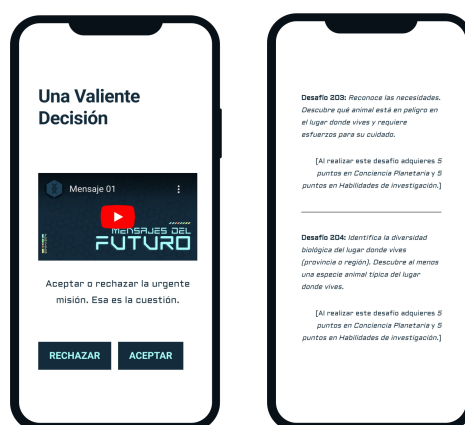 Una Valiente
Decisión
Mensaje 01
MENSAJES DEL
FUTURO
Aceptar o rechazar la urgente
misión. Esa es la cuestión.
RECHAZAR
ACEPTAR
Desafío 203: Reconoce las necesidades.
Descubre qué animal está en peligro en
el lugar donde vives y requiere
esfuerzos para su cuidado.
[Al realizar este desafío adquieres 5
puntos en Conciencia Planetaria y 5
puntos en Habilidades de investigación.]
Desafío 204: Identifica la diversidad
biológica del lugar donde vives
(provincia o región). Descubre al menos
una especie animal típica del lugar
donde vives.
[Al realizar este desafío adquieres 5
puntos en Conciencia Planetaria y 5
puntos en Habilidades de investigación.]